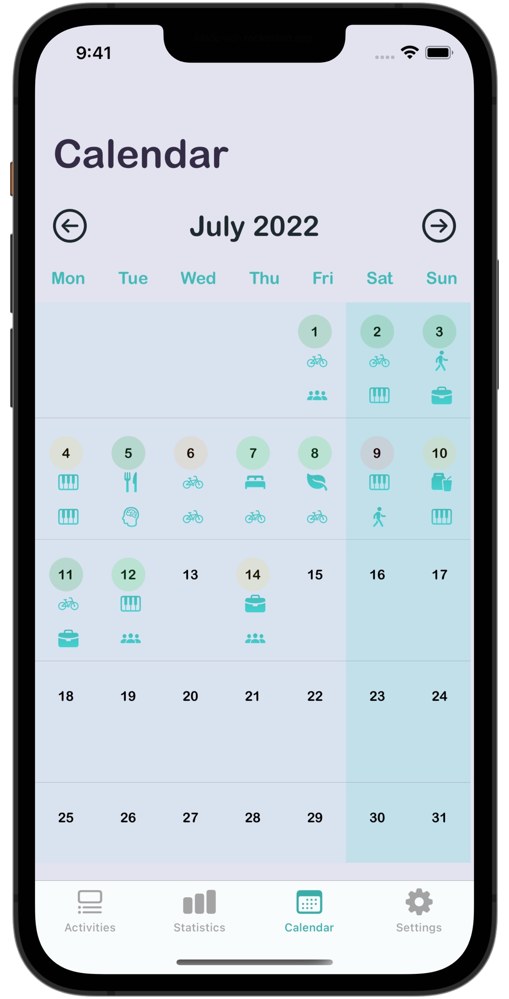 Made with rocketsim.app
9:41
Calendar
July 2022
Mon Tue Wed Thu Fri Sat Sun
1 2 3
4 5 6 7 8 9 10
11 12 13 14 15 16 17
18 19 20 21 22 23 24
25 26 27 28 29 30 31
Activities Statistics Calendar Settings